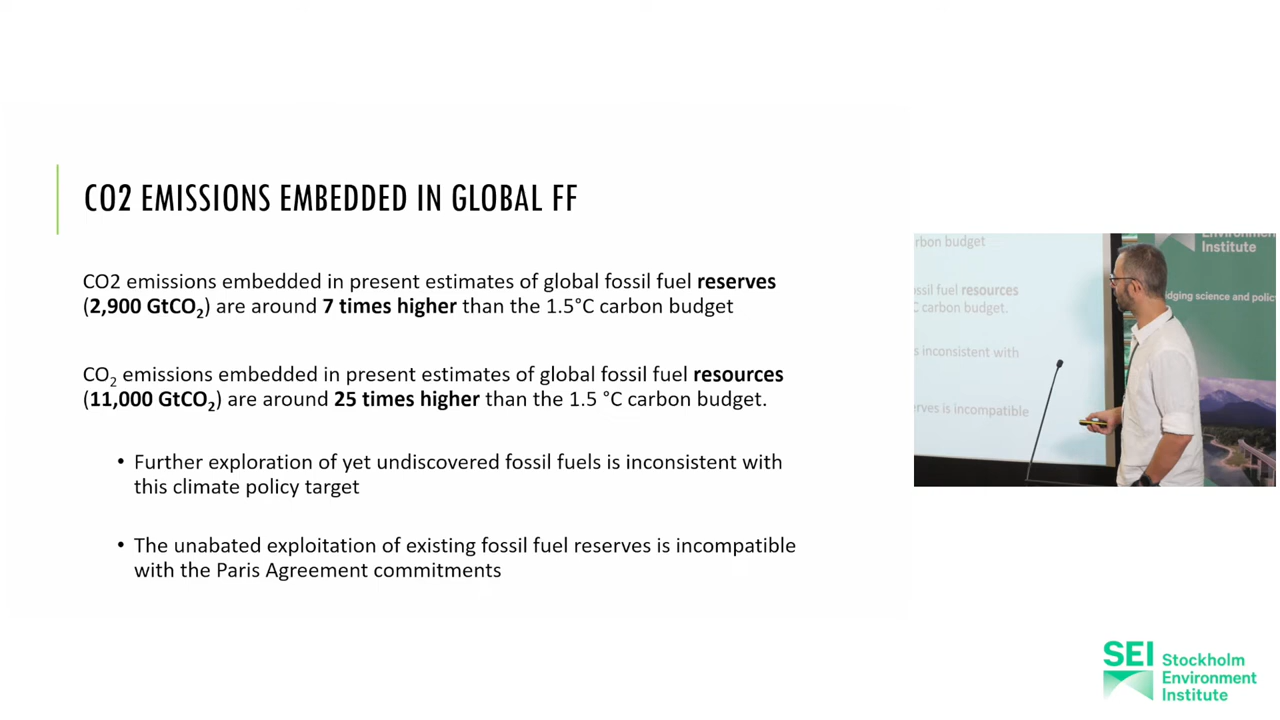 CO2 EMISSIONS EMBEDDED IN GLOBAL FF
CO2 emissions embedded in present estimates of global fossil fuel reserves
(2,900 GtCO₂) are around 7 times higher than the 1.5°C carbon budget
CO₂ emissions embedded in present estimates of global fossil fuel resources
(11,000 GtCO₂) are around 25 times higher than the 1.5 °C carbon budget.
• Further exploration of yet undiscovered fossil fuels is inconsistent with
this climate policy target
• The unabated exploitation of existing fossil fuel reserves is incompatible
with the Paris Agreement commitments
rbon budget
ssil fuel resources
C carbon budget.
s inconsistent with
erves is incompatible
Environment
Institute
idging science and policy
SEI Stockholm
Environment
Institute